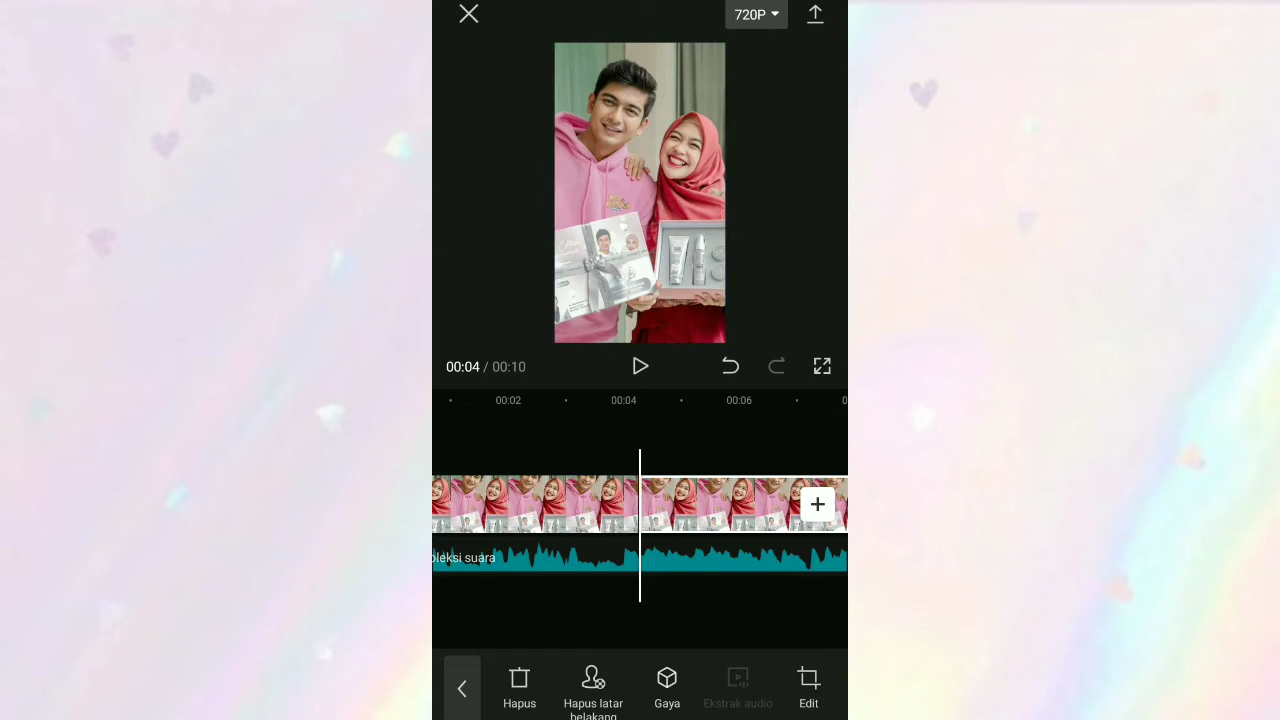 720P
00:04 / 00:10
00:02
00:04
00:06
oleksi suara
Hapus
Hapus latar
belakang
Gaya
Ekstrak audio
Edit